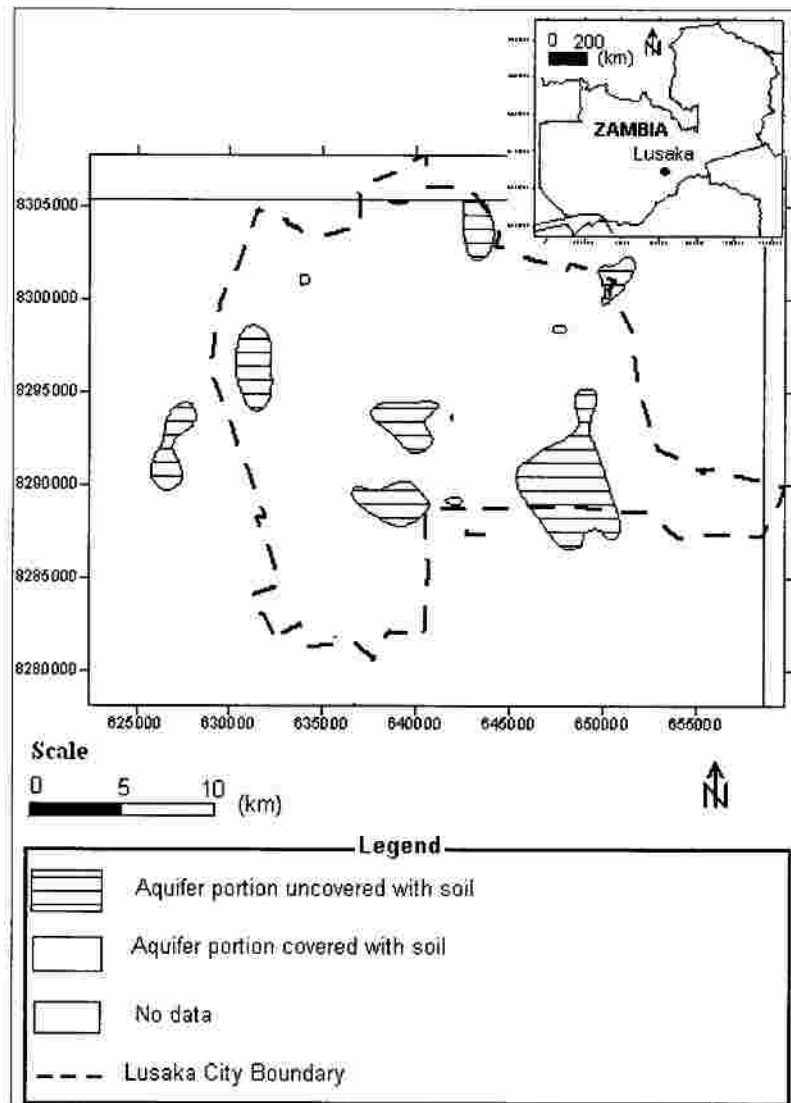 0 200
(km)
N
ZAMBIA
Lusaka
8305000
8300000
8295000
8290000
8285000
8280000
625000 630000 635000 640000 645000 650000 655000
Scale
0 5 10
(km)
N
Legend
Aquifer portion uncovered with soil
Aquifer portion covered with soil
No data
Lusaka City Boundary